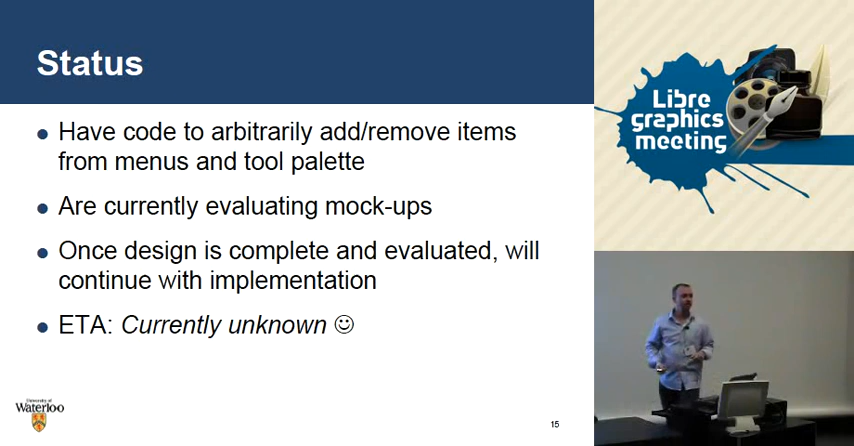 Status
Have code to arbitrarily add/remove items
from menus and tool palette
Are currently evaluating mock-ups
Once design is complete and evaluated, will
continue with implementation
ETA: Currently unknown ☺
University of
Waterloo
15
Libre
graphics
meeting